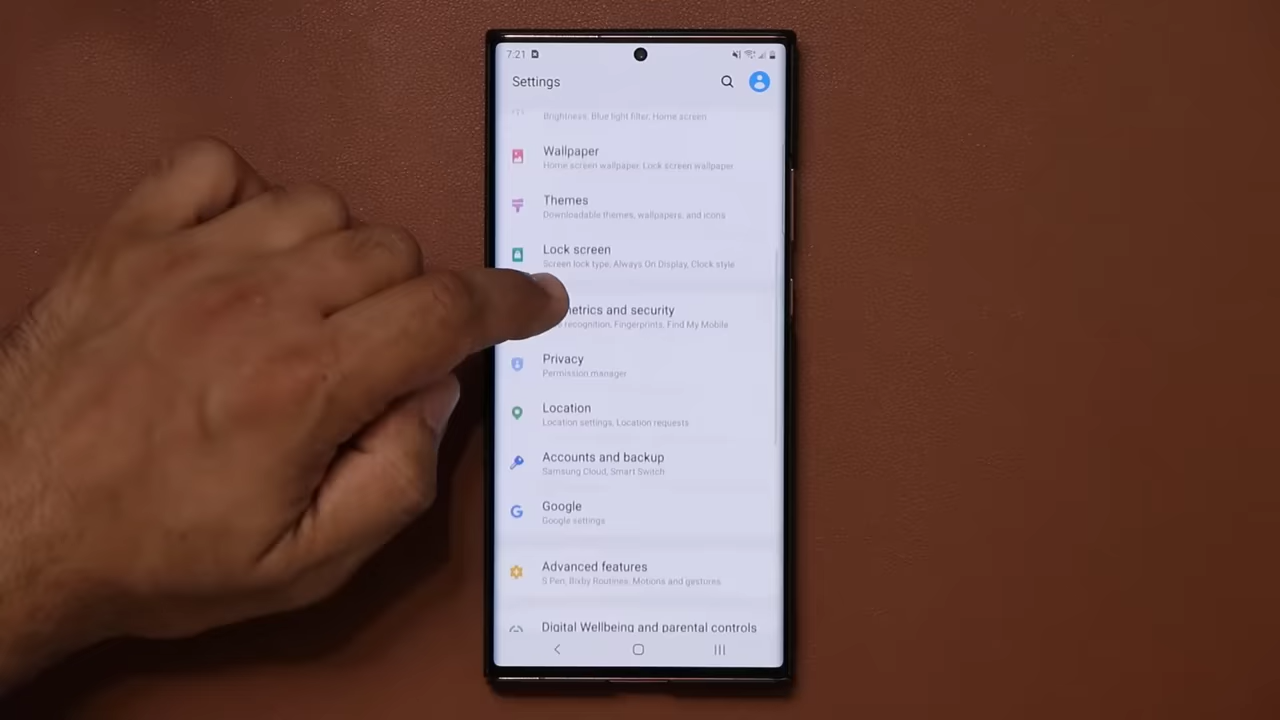 7:21
Settings
Brightness, Blue light filter, Home screen
Wallpaper
Home screen wallpaper, Lock screen wallpaper
Themes
Downloadable themes, wallpapers, and icons
Lock screen
Screen lock type, Always On Display, Clock style
metrics and security
recognition, Fingerprints, Find My Mobile
Privacy
Permission manager
Location
Location settings, Location requests
Accounts and backup
Samsung Cloud, Smart Switch
Google
Google settings
Advanced features
S Pen, Bixby Routines, Motions and gestures
Digital Wellbeing and parental controls